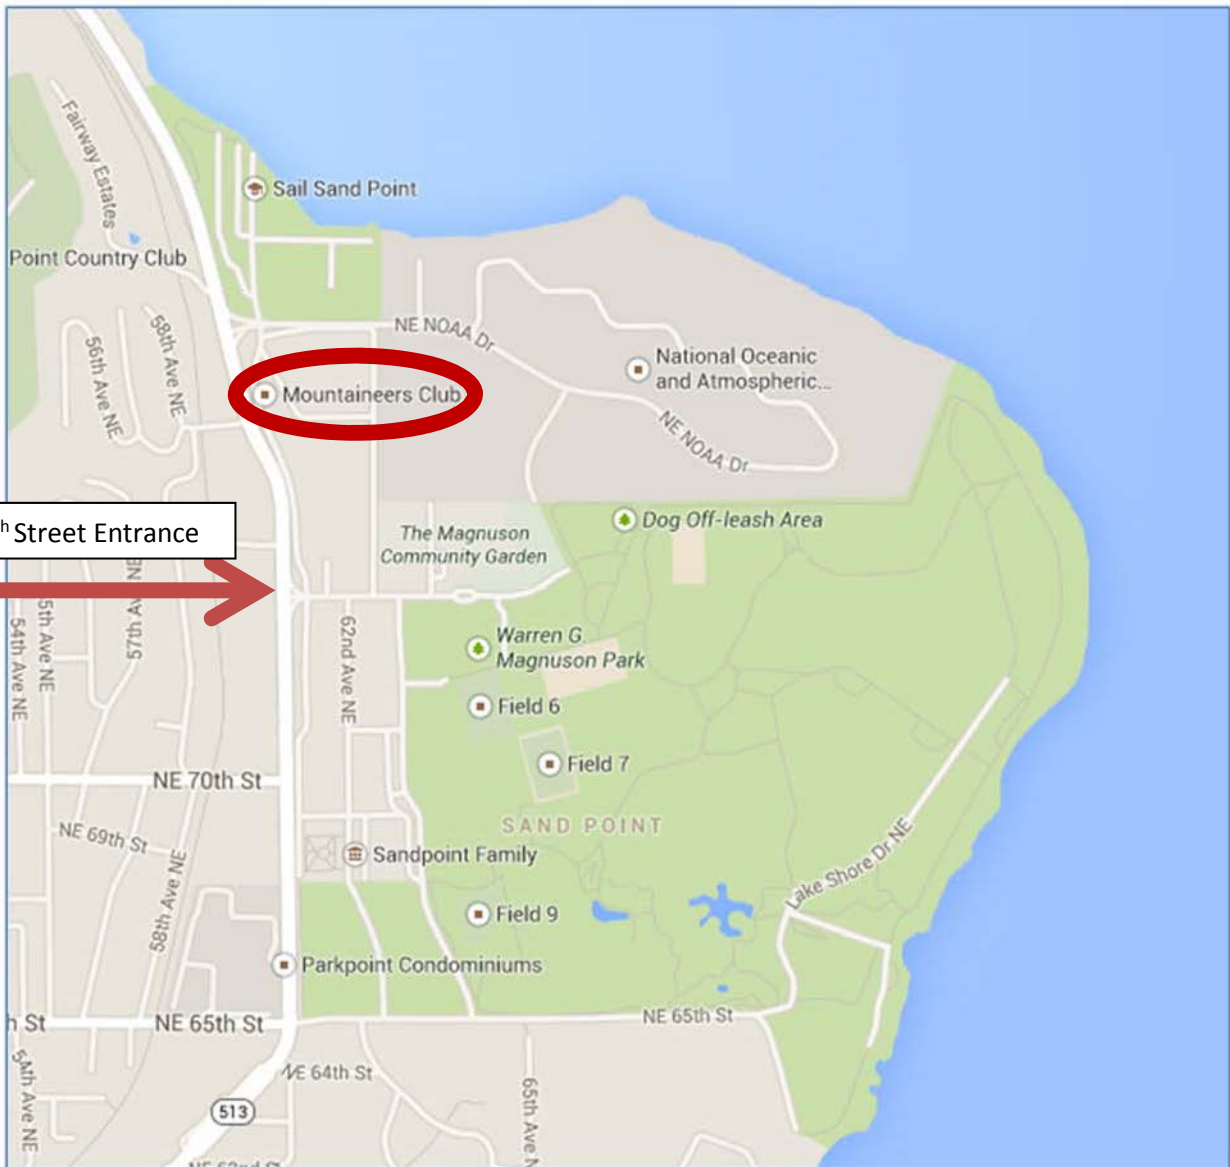 Fairway Estates
Sail Sand Point
Point Country Club
58th Ave NE
56th Ave NE
NE NOAA Dr
National Oceanic
and Atmospheric...
Mountaineers Club
NE NOAA Dr
h Street Entrance
The Magnuson
Community Garden
Dog Off-leash Area
57th Av NE
5th Ave NE
54th Ave NE
62nd Ave NE
Warren G.
Magnuson Park
Field 6
Field 7
NE 70th St
NE 69th St
SAND POINT
Sandpoint Family
58th Ave NE
Lake Shore Dr NE
Field 9
Parkpoint Condominiums
h St
NE 65th St
NE 65th St
54th Ave NE
NE 64th St
65th Ave N
513